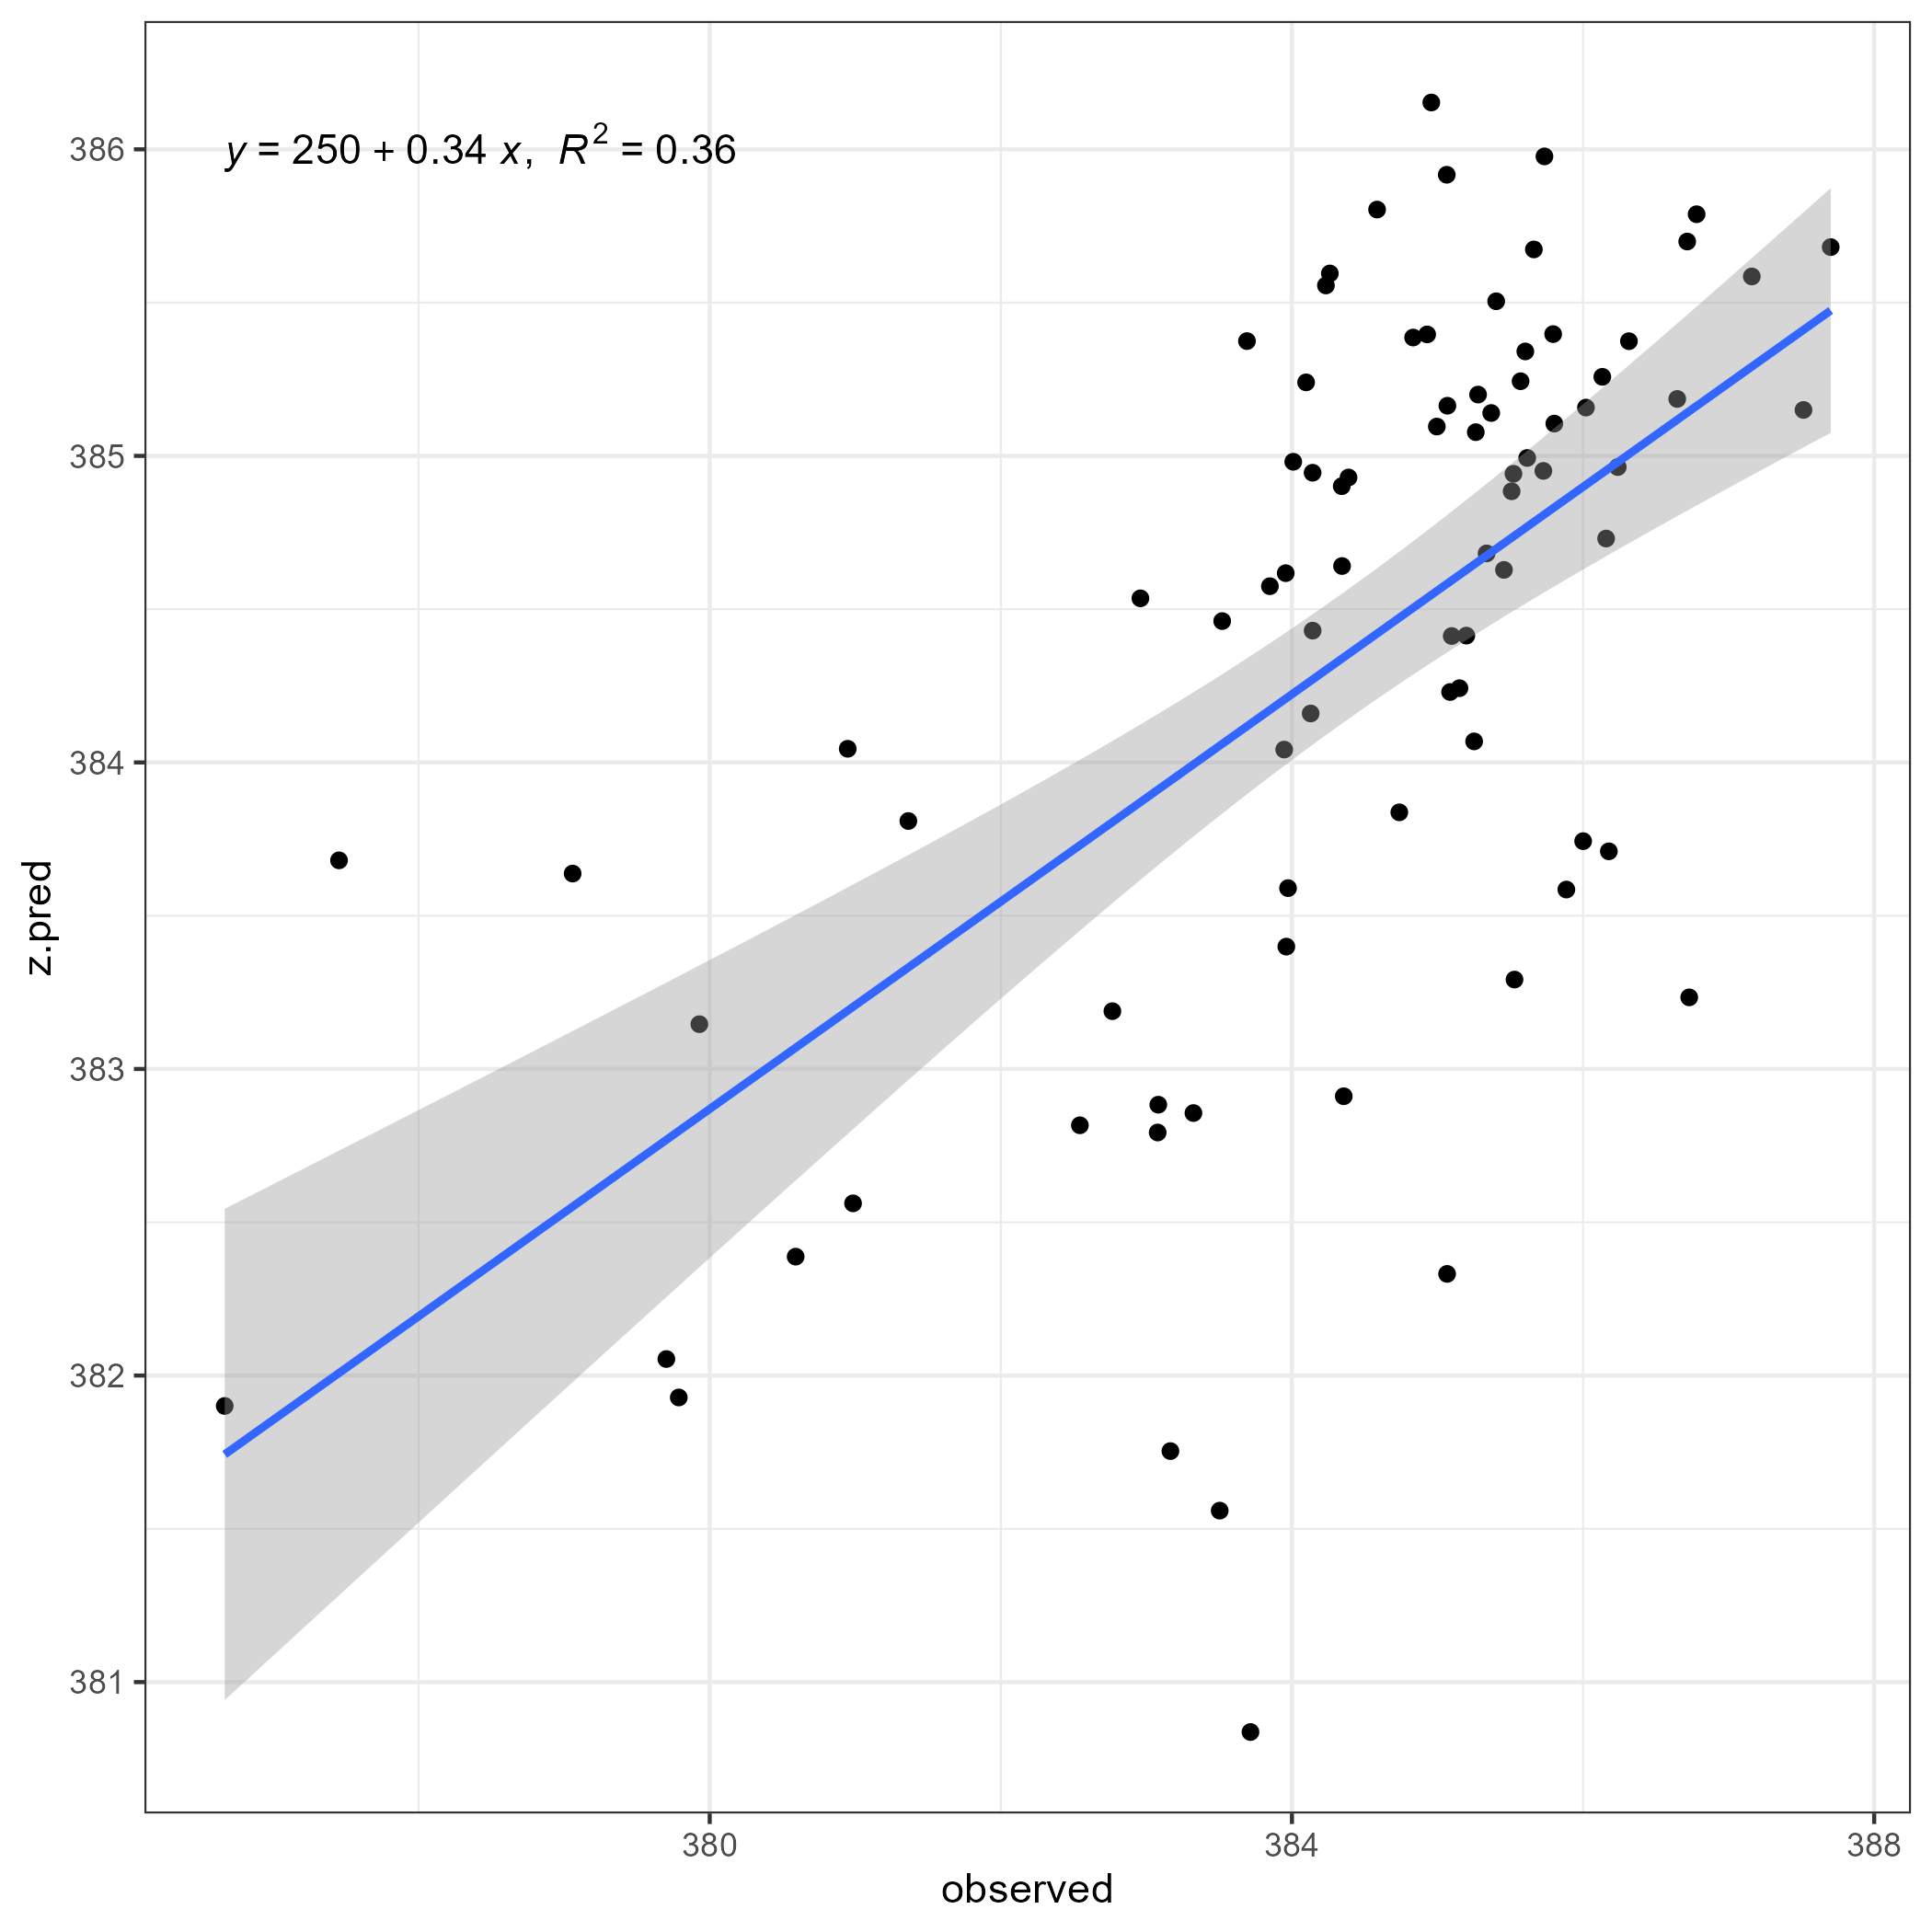 y = 250 + 0.34 x, R² = 0.36
386
385
384
383
382
381
z.pred
380 384 388
observed